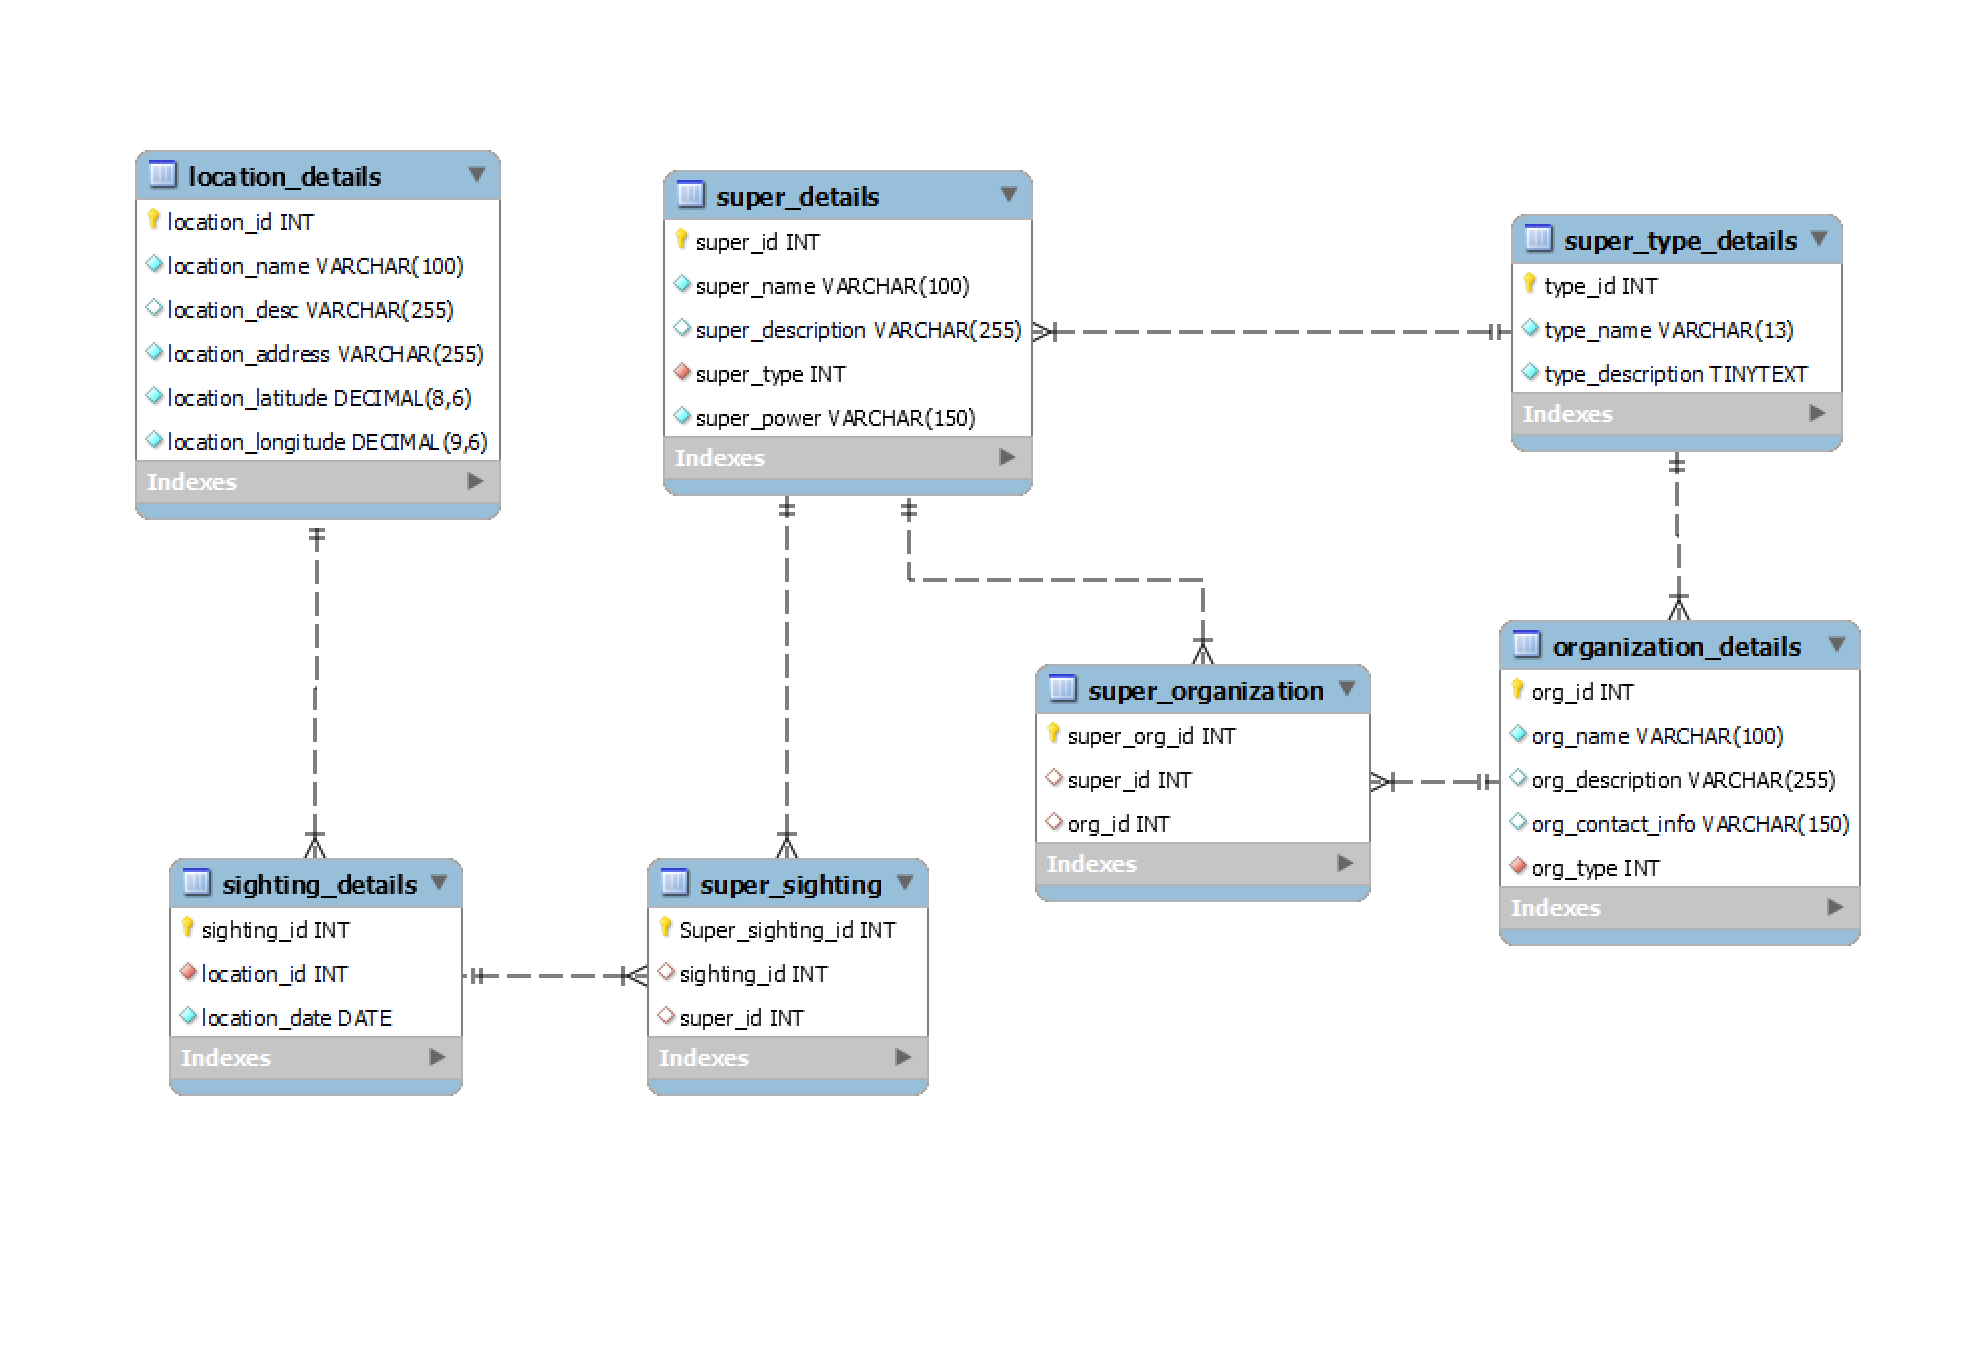 location_details
location_id INT
location_name VARCHAR(100)
location_desc VARCHAR(255)
location_address VARCHAR(255)
location_latitude DECIMAL(8,6)
location_longitude DECIMAL(9,6)
Indexes
super_details
super_id INT
super_name VARCHAR(100)
super_description VARCHAR(255)
super_type INT
super_power VARCHAR(150)
Indexes
super_type_details
type_id INT
type_name VARCHAR(13)
type_description TINYTEXT
Indexes
super_organization
super_org_id INT
super_id INT
org_id INT
Indexes
organization_details
org_id INT
org_name VARCHAR(100)
org_description VARCHAR(255)
org_contact_info VARCHAR(150)
org_type INT
Indexes
sighting_details
sighting_id INT
location_id INT
location_date DATE
Indexes
super_sighting
Super_sighting_id INT
sighting_id INT
super_id INT
Indexes